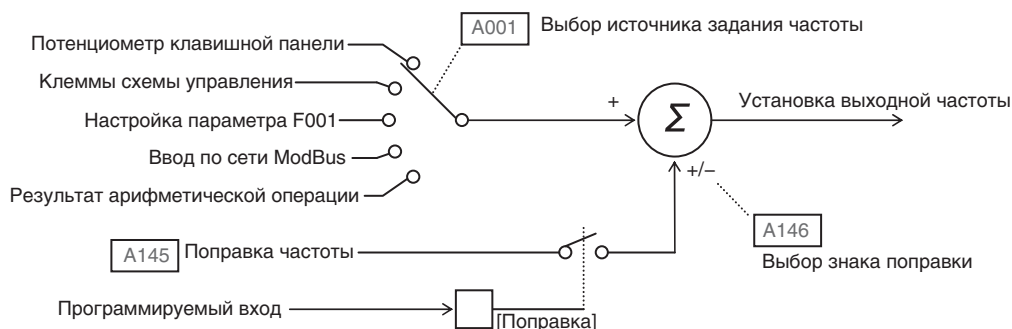 A001 Выбор источника задания частоты
Потенциометр клавишной панели
Клеммы схемы управления
Настройка параметра F001
Ввод по сети ModBus
Результат арифметической операции
+
Σ
Установка выходной частоты
+/–
A146
Выбор знака поправки
A145 Поправка частоты
Программируемый вход
[Поправка]